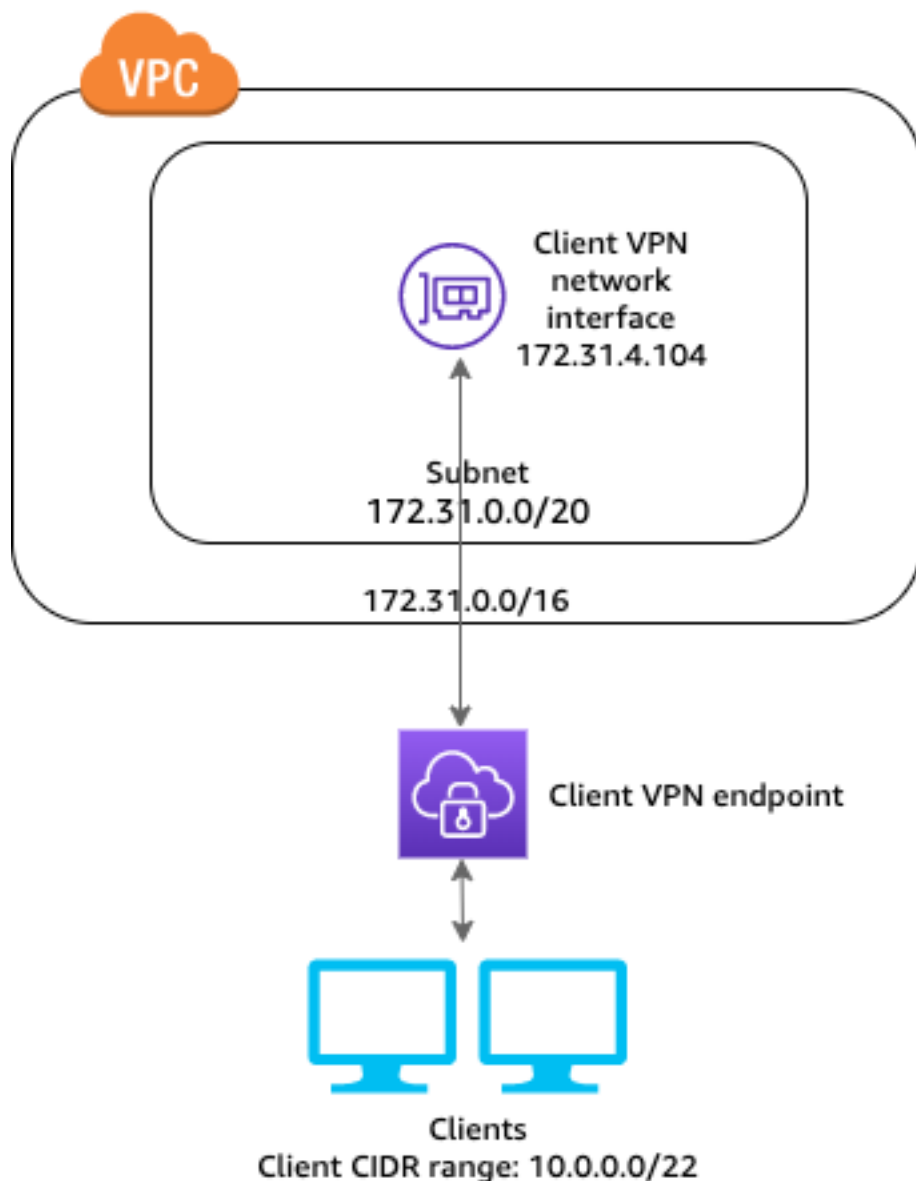 VPC
Client VPN
network
interface
172.31.4.104
Subnet
172.31.0.0/20
172.31.0.0/16
Client VPN endpoint
Clients
Client CIDR range: 10.0.0.0/22